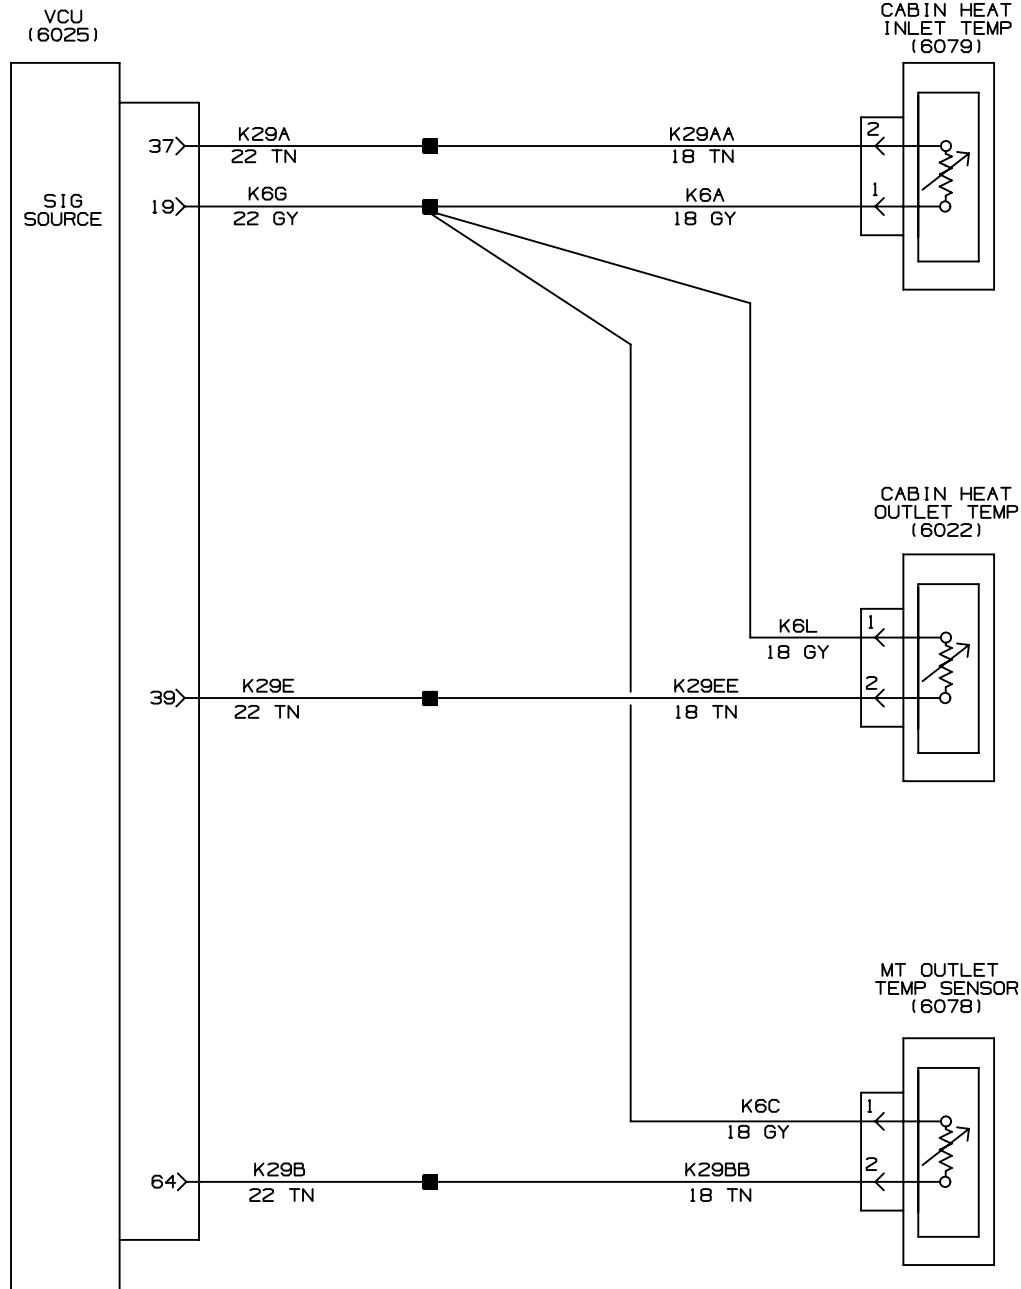 VCU
(6025)
CABIN HEAT
INLET TEMP
(6079)
37
K29A
22 TN
K29AA
18 TN
2
SIG
SOURCE
19
K6G
22 GY
K6A
18 GY
1
CABIN HEAT
OUTLET TEMP
(6022)
K6L
18 GY
1
39
K29E
22 TN
K29EE
18 TN
2
MT OUTLET
TEMP SENSOR
(6078)
K6C
18 GY
1
64
K29B
22 TN
K29BB
18 TN
2